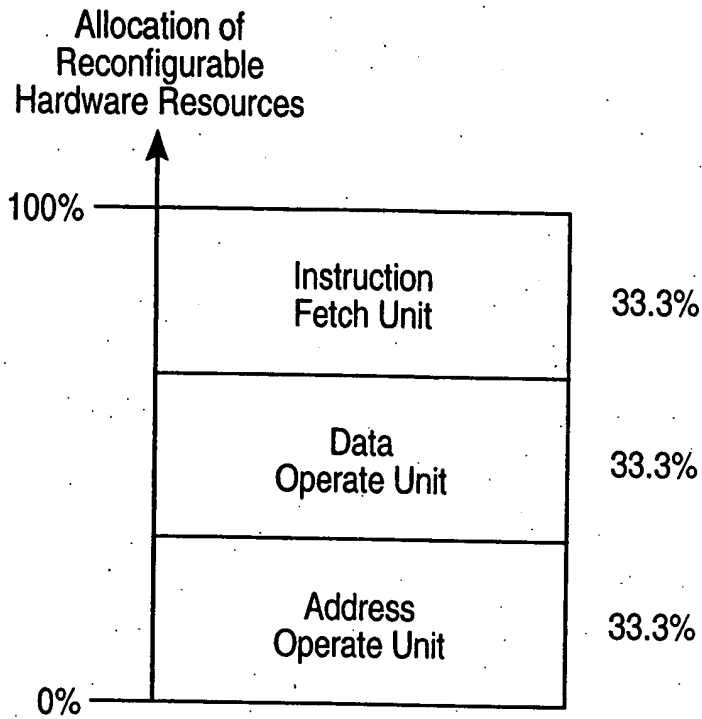 Allocation of
Reconfigurable
Hardware Resources
100%
Instruction
Fetch Unit
33.3%
Data
Operate Unit
33.3%
Address
Operate Unit
33.3%
0%